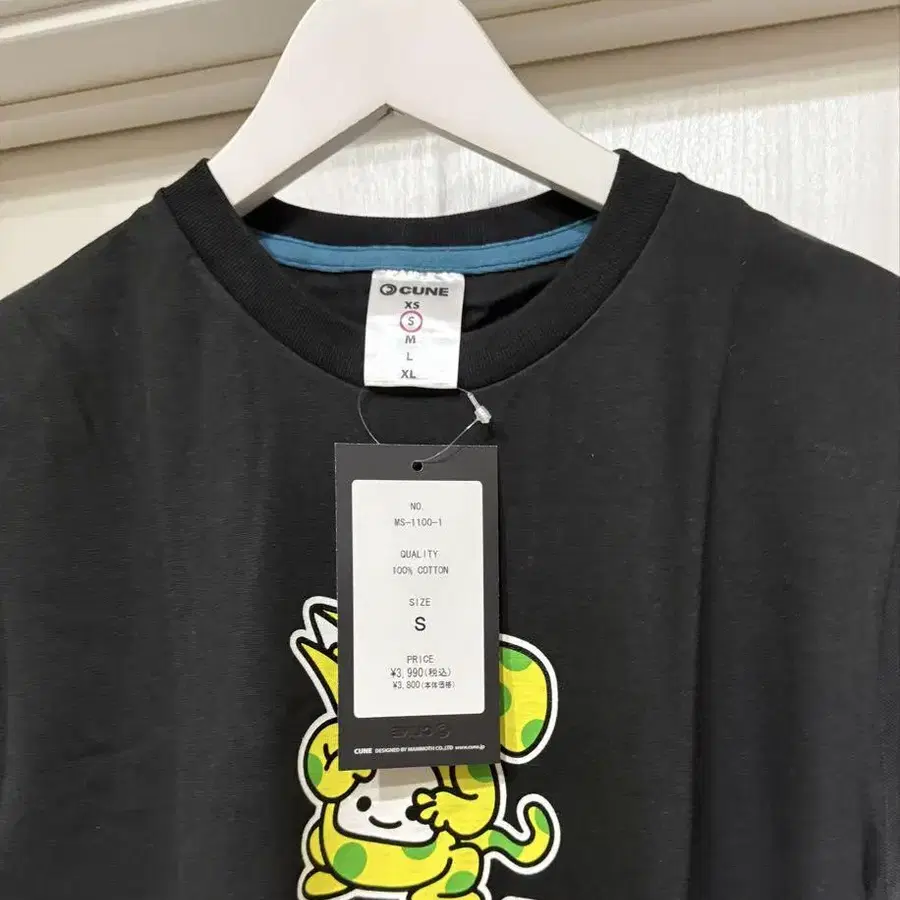 CUNE
XS
S
M
L
XL
NO.
MS-1100-1
QUALITY
100% COTTON
SIZE
S
PRICE
¥3,990(税込)
¥3,800(本体価格)
CUNE
CUNE DESIGNED BY MAMMOTH CO.,LTD www.cune.jp